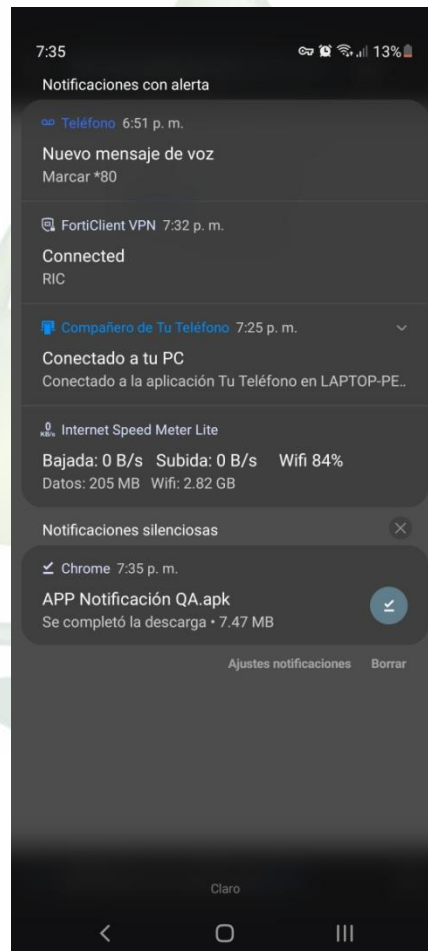 7:35 13%
Notificaciones con alerta
Teléfono 6:51 p. m.
Nuevo mensaje de voz
Marcar *80
FortiClient VPN 7:32 p. m.
Connected
RIC
Compañero de Tu Teléfono 7:25 p. m.
Conectado a tu PC
Conectado a la aplicación Tu Teléfono en LAPTOP-PE..
0 KB/s Internet Speed Meter Lite
Bajada: 0 B/s Subida: 0 B/s Wifi 84%
Datos: 205 MB Wifi: 2.82 GB
Notificaciones silenciosas
Chrome 7:35 p. m.
APP Notificación QA.apk
Se completó la descarga • 7.47 MB
Ajustes notificaciones Borrar
Claro